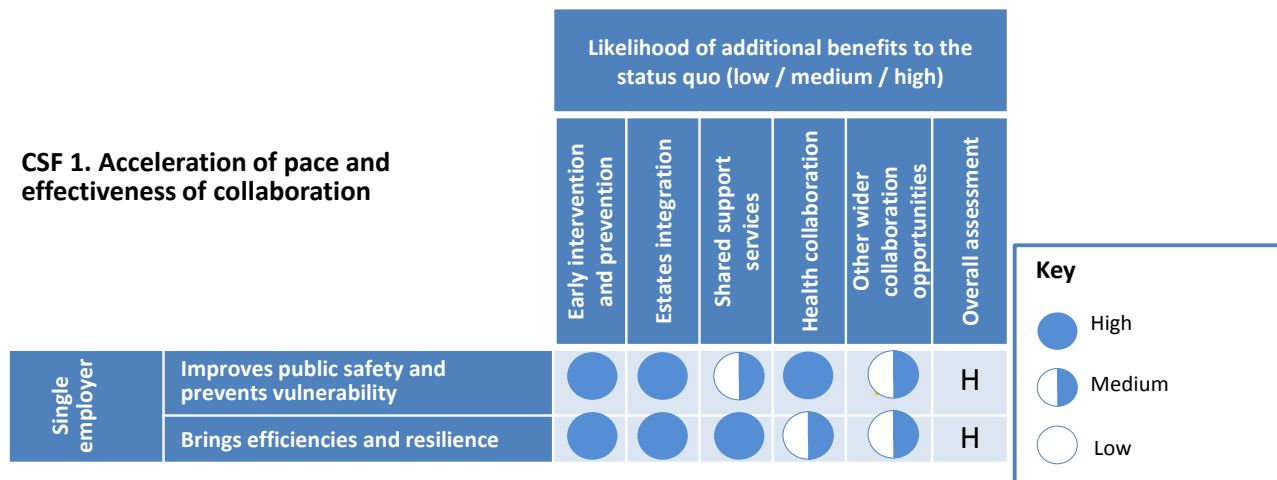 Likelihood of additional benefits to the
status quo (low / medium / high)
CSF 1. Acceleration of pace and
effectiveness of collaboration
Early intervention
and prevention
Estates integration
Shared support
services
Health collaboration
Other wider
collaboration
opportunities
Overall assessment
Key
High
Medium
Low
Single
employer
Improves public safety and
prevents vulnerability
H
Brings efficiencies and resilience
H